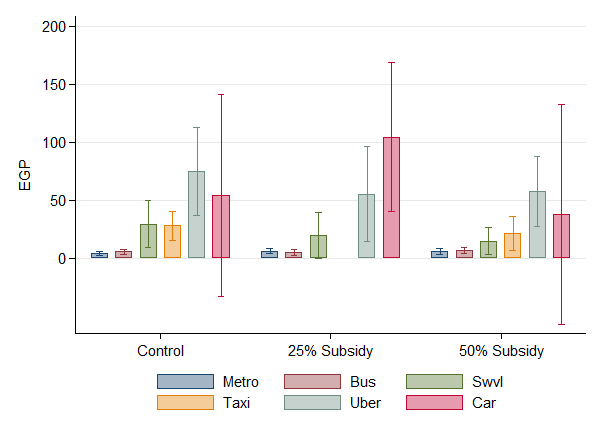 200
150
100
50
0
EGP
Control 25% Subsidy 50% Subsidy
Metro Bus Swvl
Taxi Uber Car